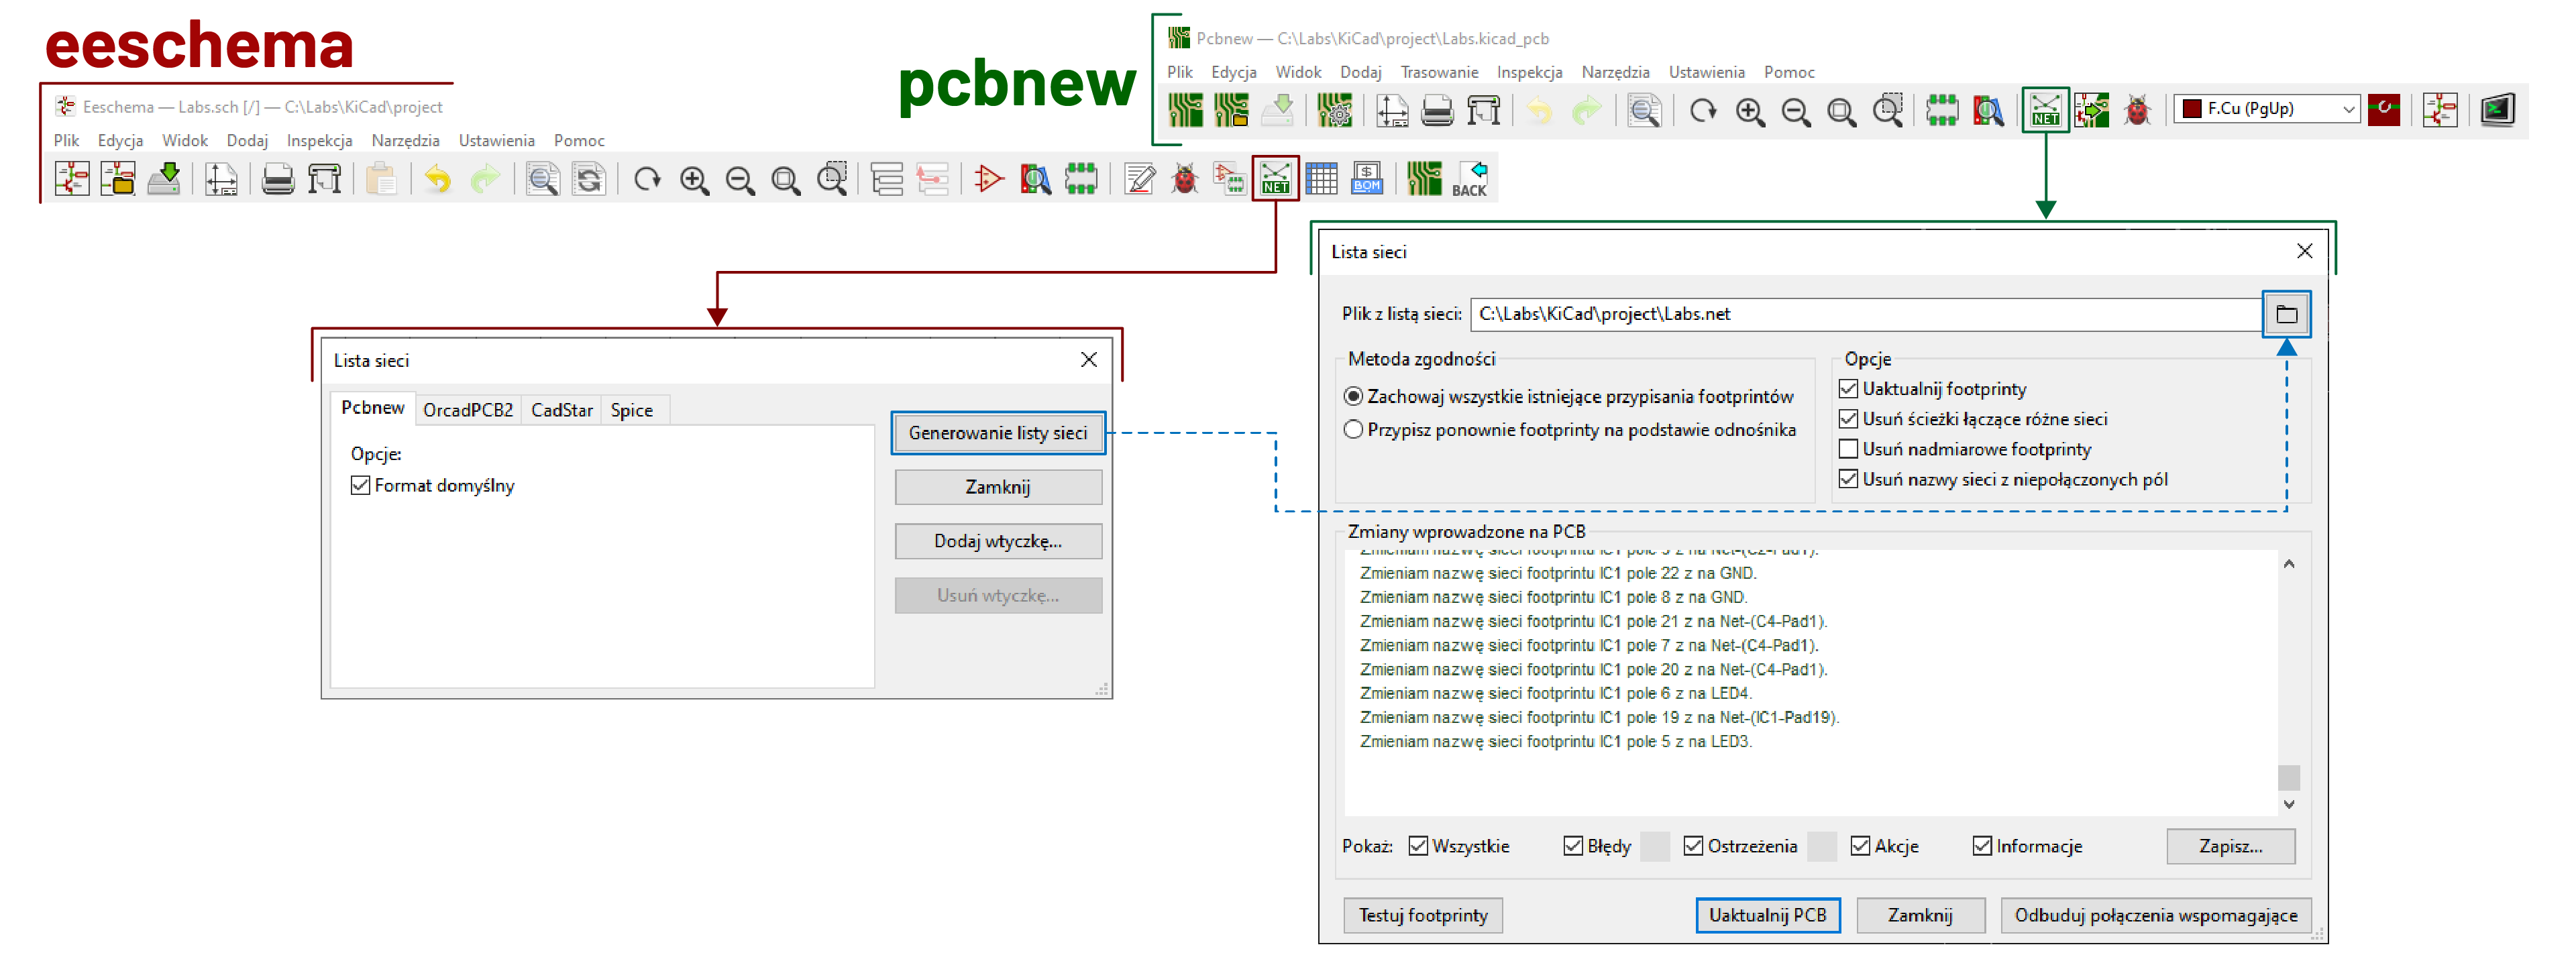 eeschema
Eeschema — Labs.sch [/] — C:\Labs\KiCad\project
Plik Edycja Widok Dodaj Inspekcja Narzędzia Ustawienia Pomoc
NET
$
BOM
BACK
pcbnew
Pcbnew — C:\Labs\KiCad\project\Labs.kicad_pcb
Plik Edycja Widok Dodaj Trasowanie Inspekcja Narzędzia Ustawienia Pomoc
NET
F.Cu (PgUp)
Lista sieci
Pcbnew OrcadPCB2 CadStar Spice
Opcje:
Format domyślny
Generowanie listy sieci
Zamknij
Dodaj wtyczkę...
Usuń wtyczkę...
Lista sieci
Plik z listą sieci: C:\Labs\KiCad\project\Labs.net
Metoda zgodności
Zachowaj wszystkie istniejące przypisania footprintów
Przypisz ponownie footprinty na podstawie odnośnika
Opcje
Uaktualnij footprinty
Usuń ścieżki łączące różne sieci
Usuń nadmiarowe footprinty
Usuń nazwy sieci z niepołączonych pól
Zmiany wprowadzone na PCB
Zmieniam nazwę sieci footprintu IC1 pole 22 z na GND.
Zmieniam nazwę sieci footprintu IC1 pole 8 z na GND.
Zmieniam nazwę sieci footprintu IC1 pole 21 z na Net-(C4-Pad1).
Zmieniam nazwę sieci footprintu IC1 pole 7 z na Net-(C4-Pad1).
Zmieniam nazwę sieci footprintu IC1 pole 20 z na Net-(C4-Pad1).
Zmieniam nazwę sieci footprintu IC1 pole 6 z na LED4.
Zmieniam nazwę sieci footprintu IC1 pole 19 z na Net-(IC1-Pad19).
Zmieniam nazwę sieci footprintu IC1 pole 5 z na LED3.
Pokaż: Wszystkie Błędy Ostrzeżenia Akcje Informacje Zapisz...
Testuj footprinty Uaktualnij PCB Zamknij Odbuduj połączenia wspomagające